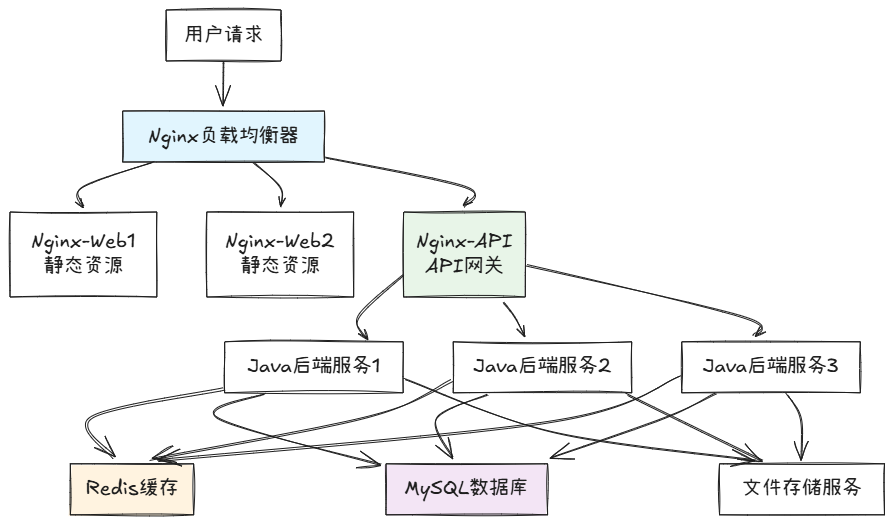 用户请求
Nginx负载均衡器
Nginx-Web1
静态资源
Nginx-Web2
静态资源
Nginx-API
API网关
Java后端服务1
Java后端服务2
Java后端服务3
Redis缓存
MySQL数据库
文件存储服务